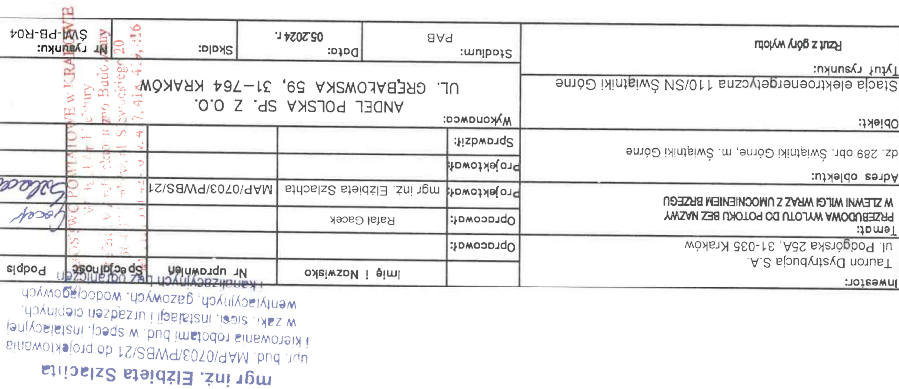 mgr inż. Elżbieta Szlachta
upr. bud. MAP/0703/PWBS/21 do projektowania
i kierowania robotami bud. w specj. instalacyjnej
w zakr. sieci, instalacji i urządzeń cieplnych,
wentylacyjnych, gazowych, wodociągowych
i kanalizacyjnych bez ograniczeń
Inwestor:
Tauron Dystrybucja S.A
ul. Podgórska 25A, 31-035 Kraków
Temat:
PRZEBUDOWA WYLOTU DO POTOKU BEZ NAZWY
W ZLEWNI WILGI WRAZ Z UMOCNIENIEM BRZEGU
Adres obiektu:
dz. 289 obr. Świątniki Górne, m. Świątniki Górne
Obiekt:
Stacja elektroenergetyczna 110/SN Świątniki Górne
Tytuł rysunku:
Rzut z góry wylotu
Imię i Nazwisko Nr uprawnień Specjalność Podpis
Opracował:
Opracował: Rafał Gacek Gacek
Projektował: mgr inż. Elżbieta Szlachta MAP/0703/PWBS/21
Projektował:
Sprawdził:
Wykonawca:
ANDEL POLSKA SP. Z O.O.
UL. GRĘBAŁOWSKA 59, 31-764 KRAKÓW
Stadium: PAB
Data: 05.2024r.
Skala:
Nr rysunku: ŚWI-PB-R04